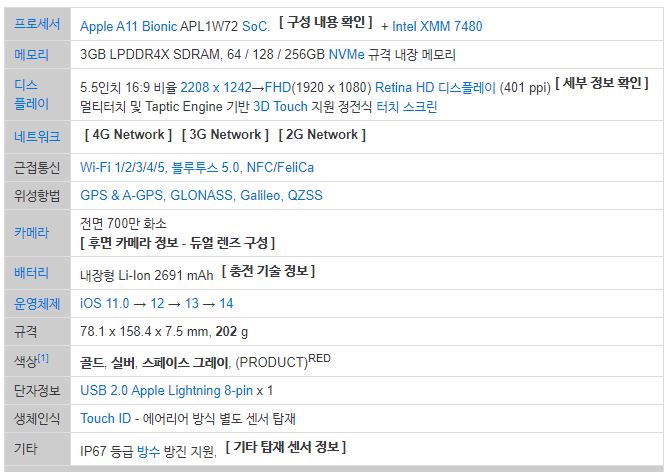 프로세서
Apple A11 Bionic APL1W72 SoC. [ 구성 내용 확인 ] + Intel XMM 7480
메모리
3GB LPDDR4X SDRAM, 64 / 128 / 256GB NVMe 규격 내장 메모리
디스
플레이
5.5인치 16:9 비율 2208 x 1242→FHD(1920 x 1080) Retina HD 디스플레이 (401 ppi) [ 세부 정보 확인 ]
멀티터치 및 Taptic Engine 기반 3D Touch 지원 정전식 터치 스크린
네트워크
[ 4G Network ] [ 3G Network ] [ 2G Network ]
근접통신
Wi-Fi 1/2/3/4/5, 블루투스 5.0, NFC/FeliCa
위성항법
GPS & A-GPS, GLONASS, Galileo, QZSS
카메라
전면 700만 화소
[ 후면 카메라 정보 - 듀얼 렌즈 구성 ]
배터리
내장형 Li-Ion 2691 mAh [ 충전 기술 정보 ]
운영체제
iOS 11.0 → 12 → 13 → 14
규격
78.1 x 158.4 x 7.5 mm, 202 g
색상[1]
골드, 실버, 스페이스 그레이, (PRODUCT)RED
단자정보
USB 2.0 Apple Lightning 8-pin x 1
생체인식
Touch ID - 에어리어 방식 별도 센서 탑재
기타
IP67 등급 방수 방진 지원, [ 기타 탑재 센서 정보 ]